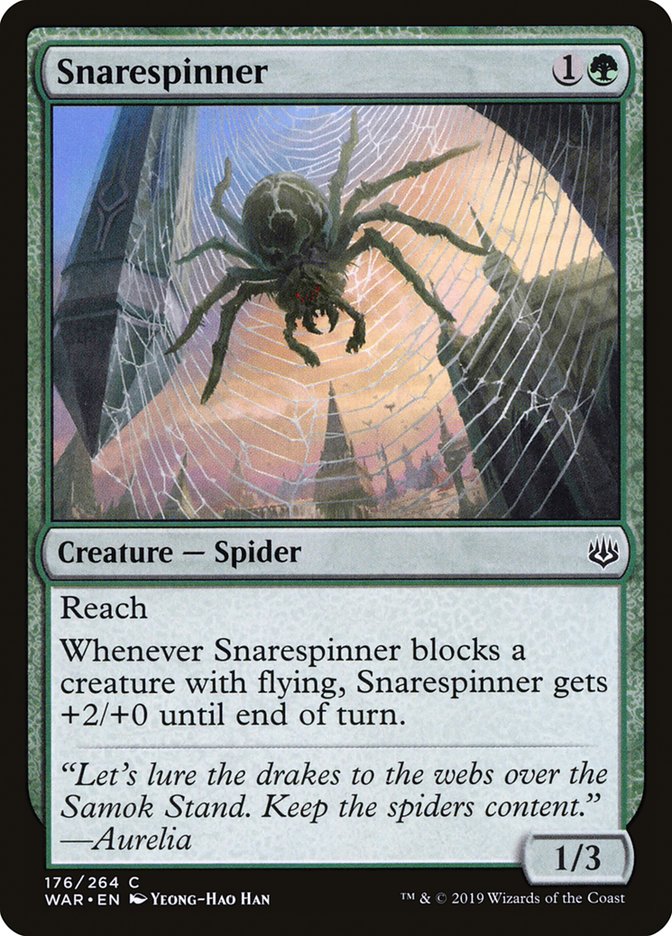 Snarespinner 1
Creature — Spider
Reach
Whenever Snarespinner blocks a
creature with flying, Snarespinner gets
+2/+0 until end of turn.
“Let’s lure the drakes to the webs over the
Samok Stand. Keep the spiders content.”
—Aurelia
1/3
176/264 C
WAR • EN Yeong-Hao Han
™ & © 2019 Wizards of the Coast